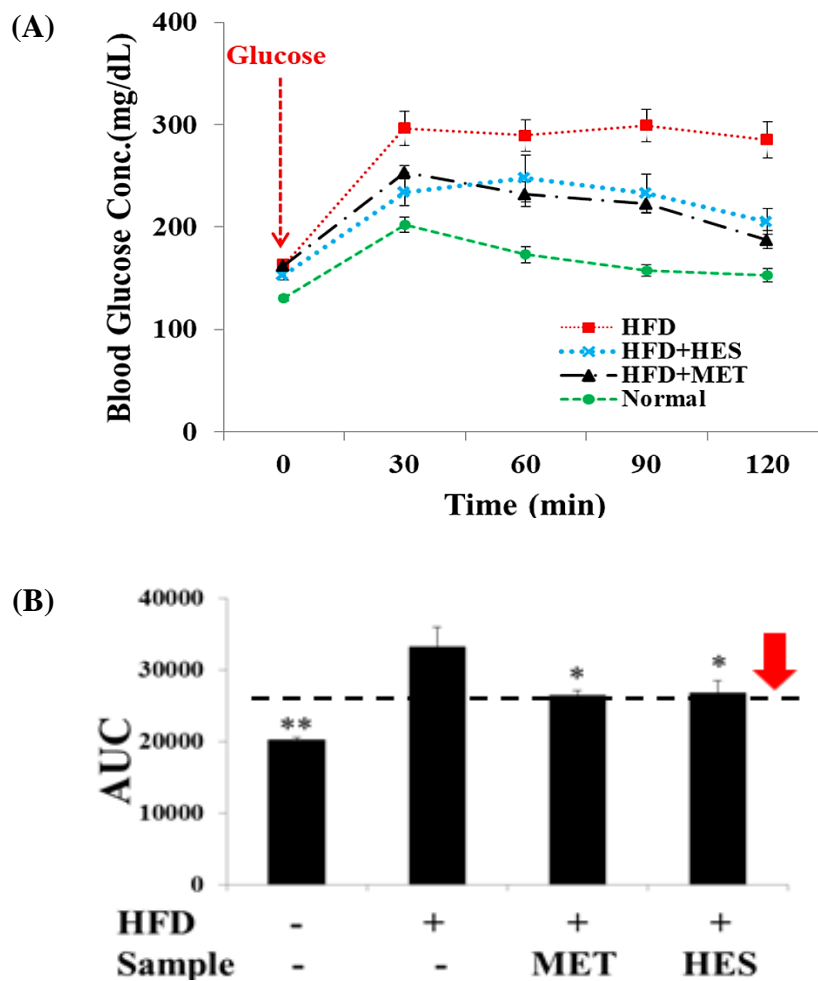 (A)
400
Glucose
300
200
100
0
Blood Glucose Conc.(mg/dL)
HFD
HFD+HES
HFD+MET
Normal
0 30 60 90 120
Time (min)
(B)
40000
30000
20000
10000
0
AUC
** * *
HFD - + + +
Sample - - MET HES